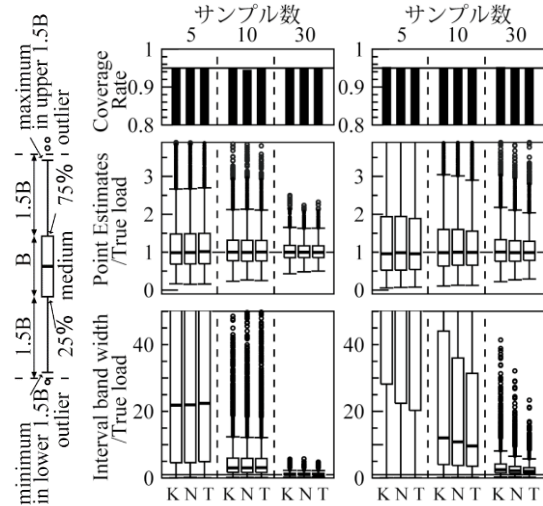 サンプル数
サンプル数
5 10 30
5 10 30
Coverage
Rate
1
0.9
0.8
1
0.9
0.8
Point Estimates
/True load
3
2
1
0
3
2
1
0
Interval band width
/True load
40
20
0
40
20
0
K N T K N T K N T
K N T K N T K N T
maximum
in upper 1.5B
outlier
1.5B
75%
B
medium
1.5B
25%
minimum
in lower 1.5B
outlier